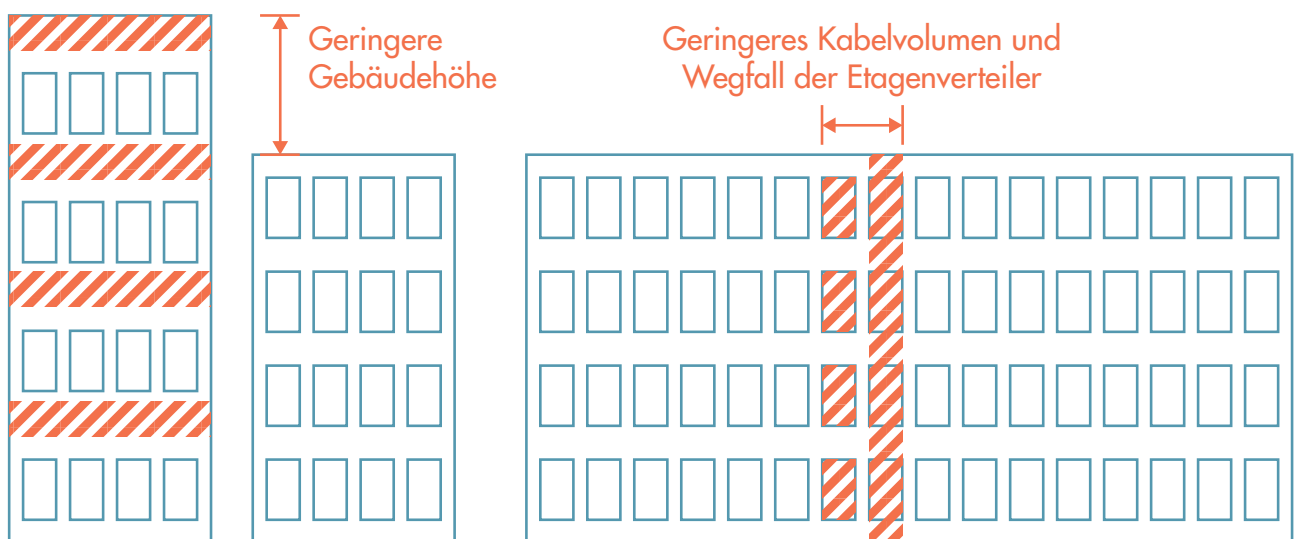 Geringere
Gebäudehöhe
Geringeres Kabelvolumen und
Wegfall der Etagenverteiler